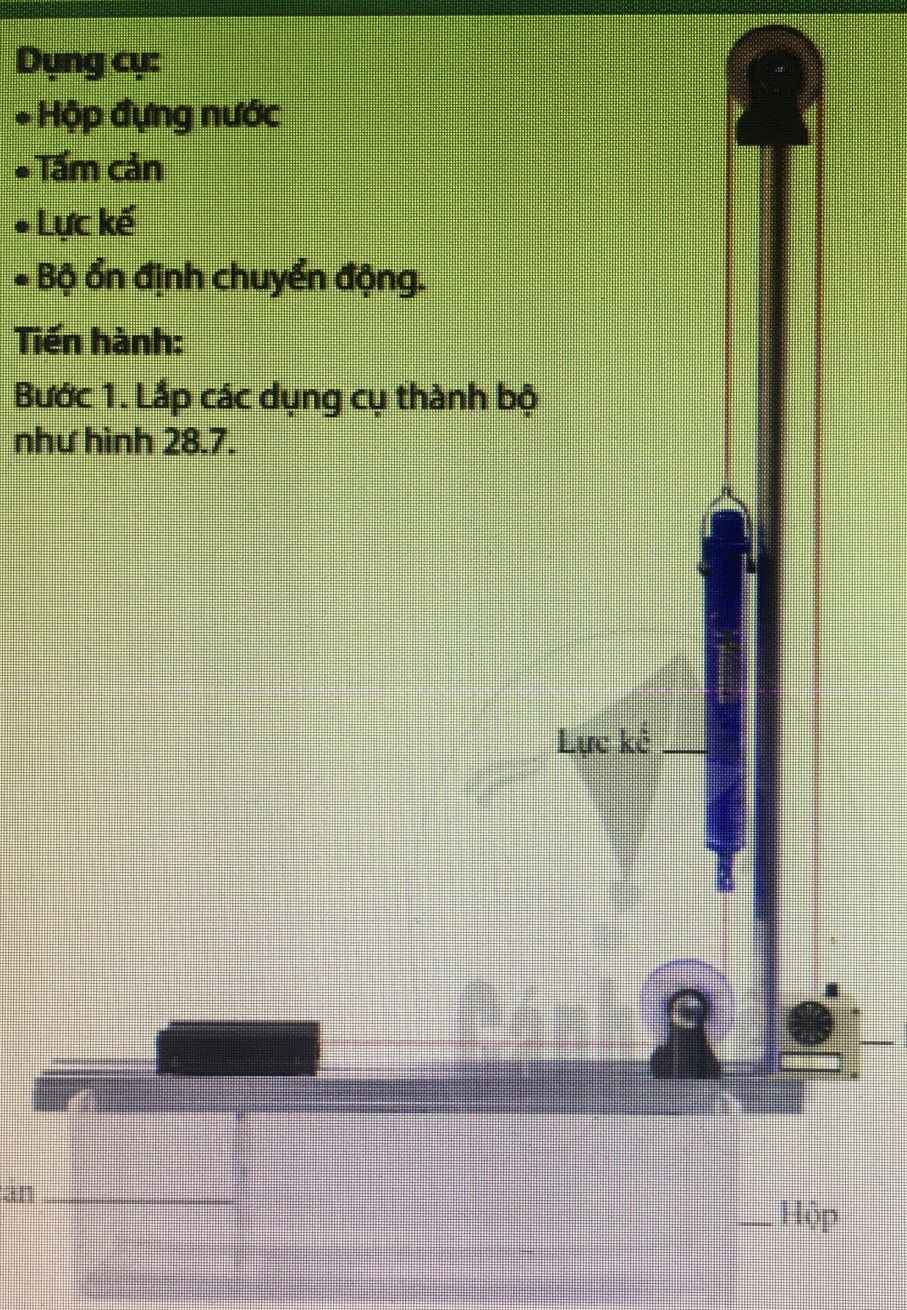 Dụng cụ:
• Hộp đựng nước
• Tấm cản
• Lực kế
• Bộ ổn định chuyển động.
Tiến hành:
Bước 1. Lắp các dụng cụ thành bộ
như hình 28.7.
Lực kế
Cánh
Hộp